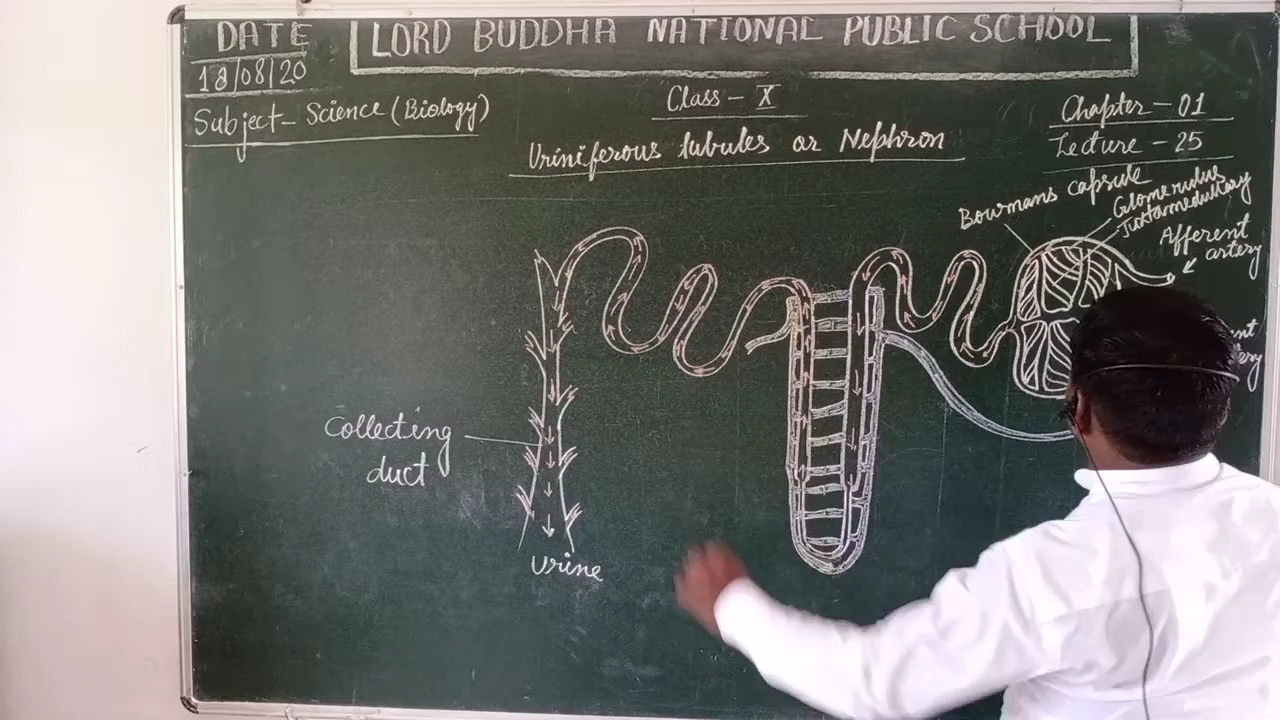 DATE
18/08/20
LORD BUDDHA NATIONAL PUBLIC SCHOOL
Subject- Science (Biology)
Class - X
Chapter - 01
Lecture - 25
Uriniferous tubules or Nephron
Bowmans capsule
Glomerulus
Juxtamedullary
Afferent
artery
Collecting
duct
Urine